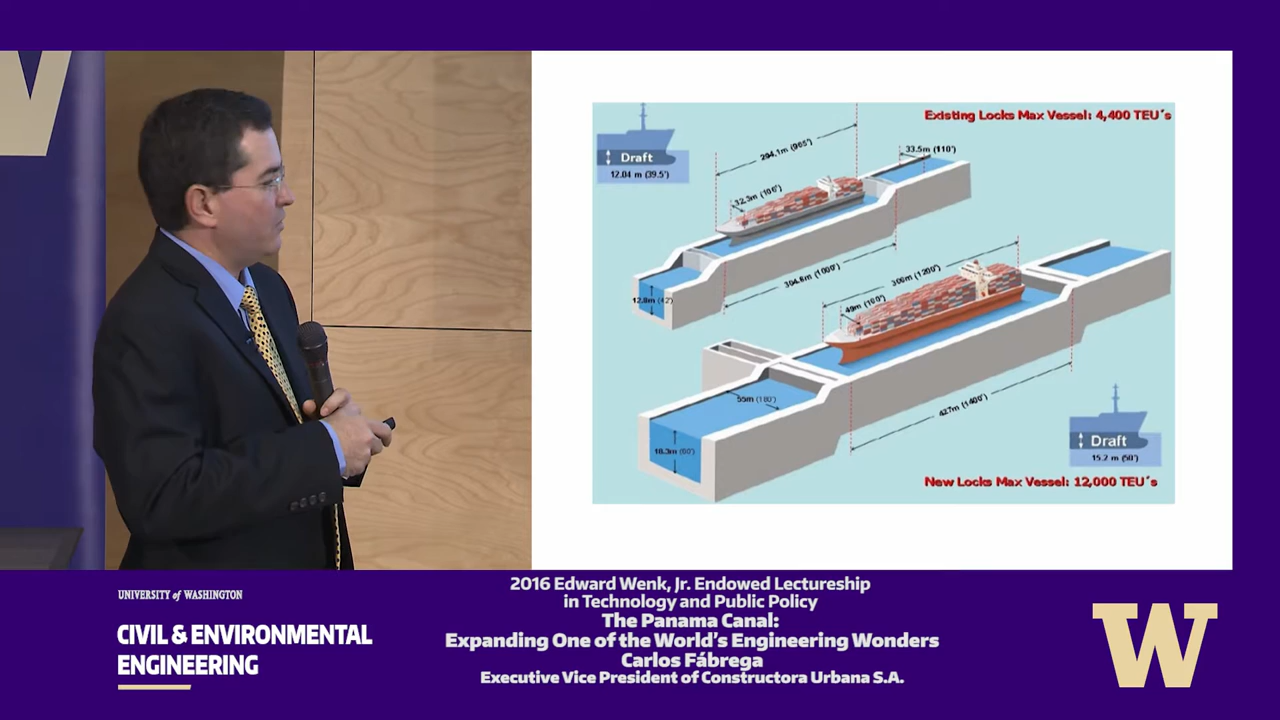 Existing Locks Max Vessel: 4,400 TEU´s
Draft
12.04 m (39.5')
294.1m (965')
33.5m (110')
32.3m (106')
304.8m (1000')
12.8m (42')
366m (1200')
49m (160')
55m (180')
427m (1400')
18.3m (60')
Draft
15.2 m (50')
New Locks Max Vessel: 12,000 TEU´s
UNIVERSITY of WASHINGTON
CIVIL & ENVIRONMENTAL
ENGINEERING
2016 Edward Wenk, Jr. Endowed Lectureship
in Technology and Public Policy
The Panama Canal:
Expanding One of the World's Engineering Wonders
Carlos Fábrega
Executive Vice President of Constructora Urbana S.A.
W